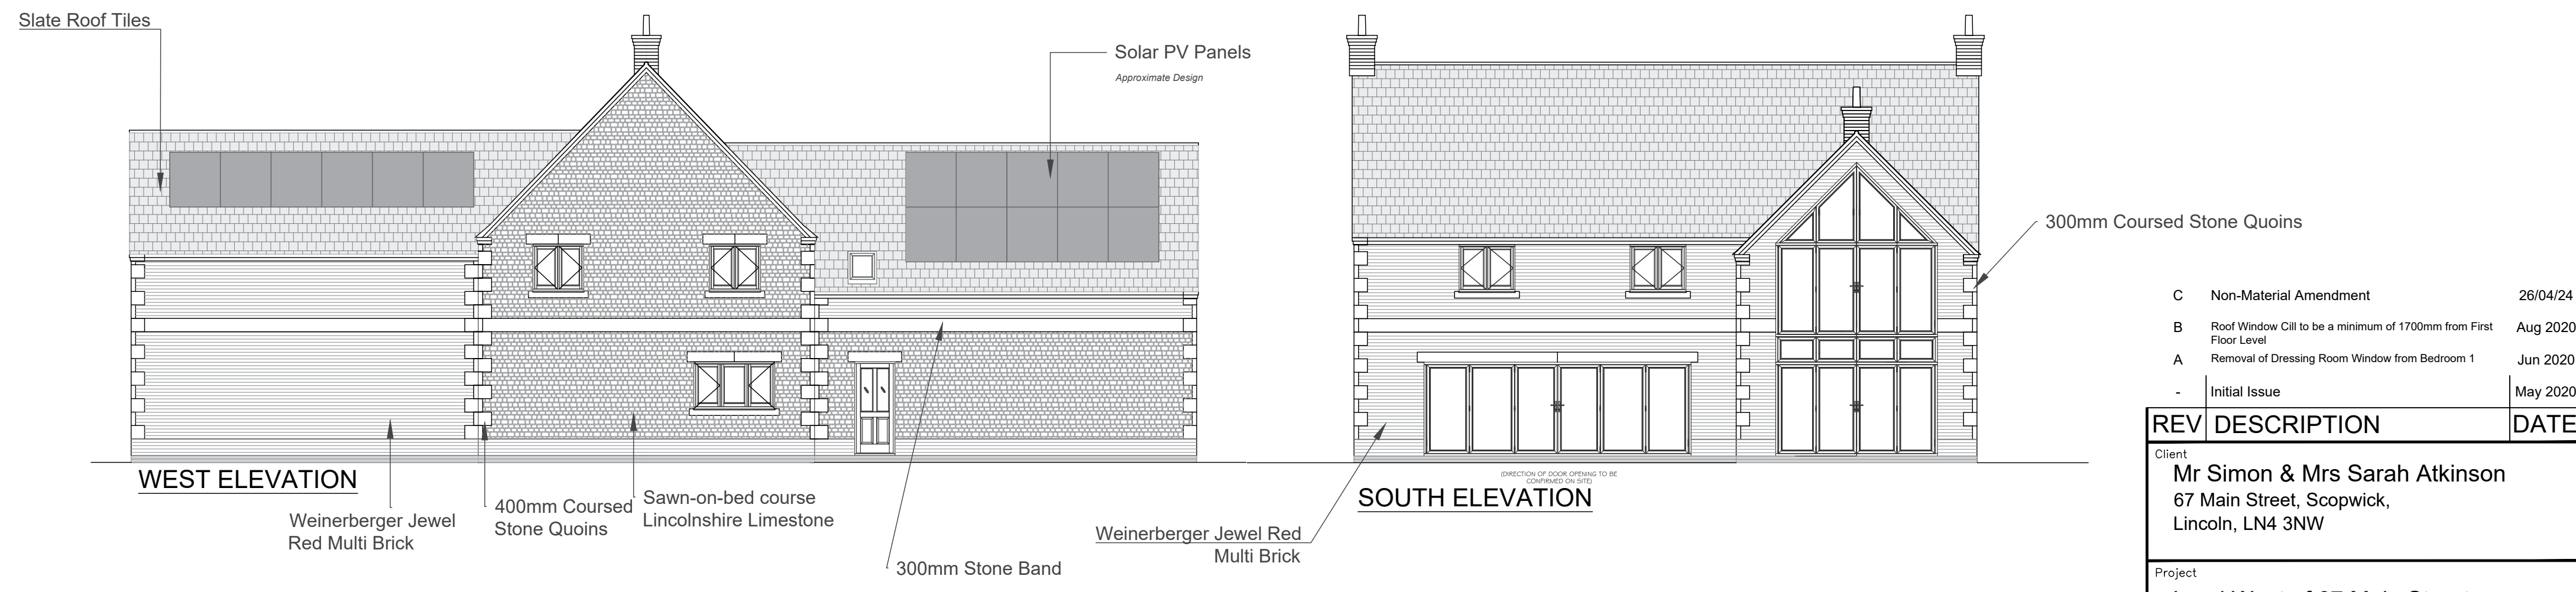 Slate Roof Tiles
Solar PV Panels
Approximate Design
300mm Coursed Stone Quoins
WEST ELEVATION
Weinerberger Jewel
Red Multi Brick
400mm Coursed
Stone Quoins
Sawn-on-bed course
Lincolnshire Limestone
300mm Stone Band
(DIRECTION OF DOOR OPENING TO BE
CONFIRMED ON SITE)
SOUTH ELEVATION
Weinerberger Jewel Red
Multi Brick
C Non-Material Amendment 26/04/24
B Roof Window Cill to be a minimum of 1700mm from First Aug 2020
Floor Level
A Removal of Dressing Room Window from Bedroom 1 Jun 2020
- Initial Issue May 2020
REV DESCRIPTION DATE
Client
Mr Simon & Mrs Sarah Atkinson
67 Main Street, Scopwick,
Lincoln, LN4 3NW
Project